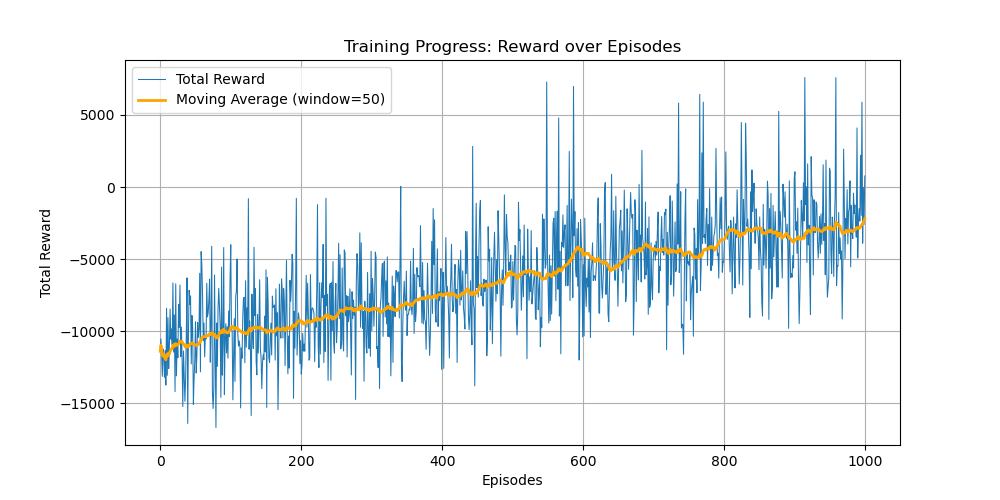 Training Progress: Reward over Episodes
Total Reward
Moving Average (window=50)
Total Reward
5000
0
−5000
−10000
−15000
0 200 400 600 800 1000
Episodes